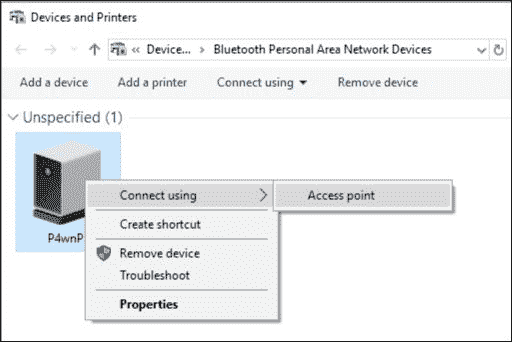 Devices and Printers
« Device... > Bluetooth Personal Area Network Devices
Add a device Add a printer Connect using Remove device
Unspecified (1)
P4wnP
Connect using Access point
Create shortcut
Remove device
Troubleshoot
Properties